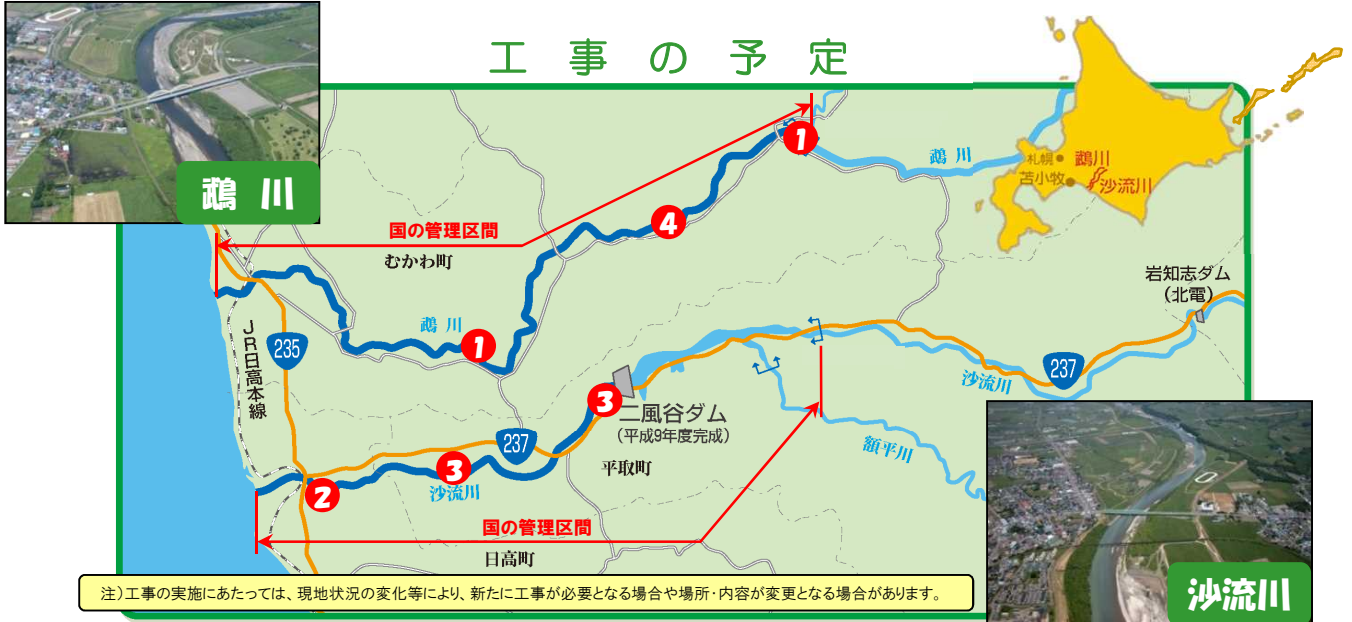 工事の予定
鵡川
札幌
鵡川
苫小牧
沙流川
1
鵡川
4
国の管理区間
むかわ町
岩知志ダム
(北電)
鵡川
1
JR日高本線
235
237
沙流川
3
二風谷ダム
(平成9年度完成)
237
額平川
平取町
3
2
沙流川
国の管理区間
日高町
沙流川
注)工事の実施にあたっては、現地状況の変化等により、新たに工事が必要となる場合や場所・内容が変更となる場合があります。